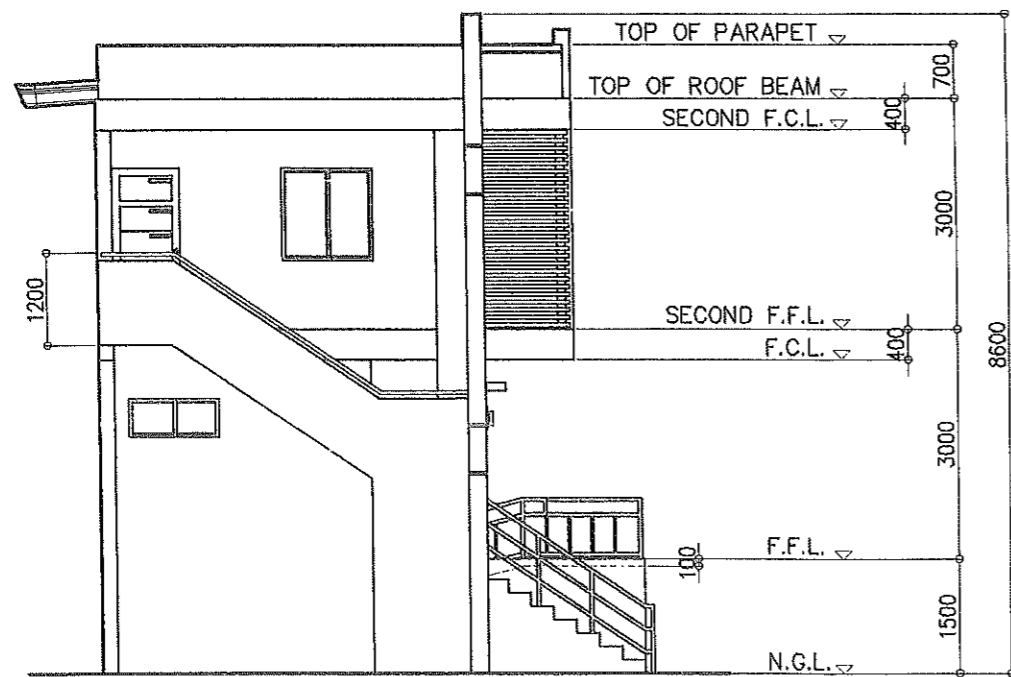 TOP OF PARAPET
700
TOP OF ROOF BEAM
400
SECOND F.C.L.
3000
1200
SECOND F.F.L.
8600
F.C.L.
400
3000
F.F.L.
100
1500
N.G.L.